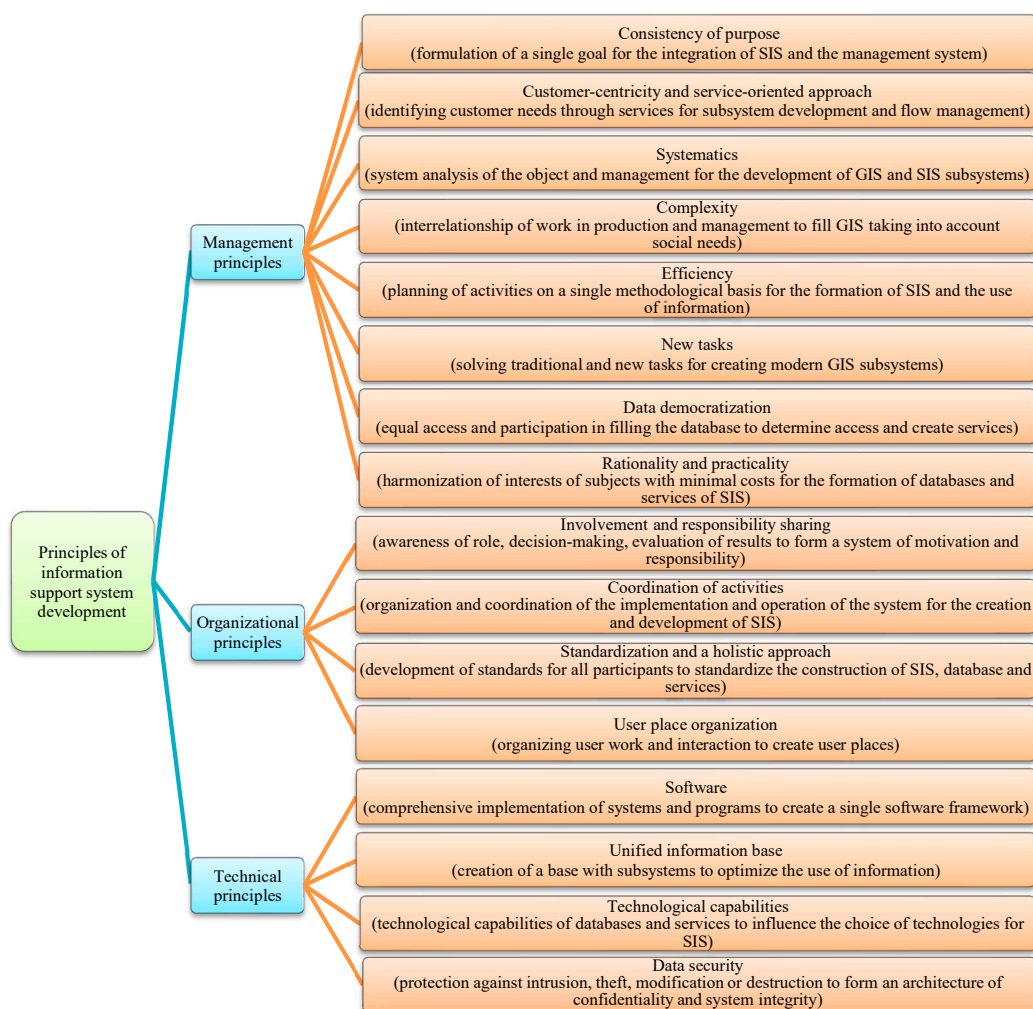 Consistency of purpose
(formulation of a single goal for the integration of SIS and the management system)
Customer-centricity and service-oriented approach
(identifying customer needs through services for subsystem development and flow management)
Systematics
(system analysis of the object and management for the development of GIS and SIS subsystems)
Complexity
(interrelationship of work in production and management to fill GIS taking into account
social needs)
Efficiency
(planning of activities on a single methodological basis for the formation of SIS and the use
of information)
New tasks
(solving traditional and new tasks for creating modern GIS subsystems)
Data democratization
(equal access and participation in filling the database to determine access and create services)
Rationality and practicality
(harmonization of interests of subjects with minimal costs for the formation of databases and
services of SIS)
Management
principles
Involvement and responsibility sharing
(awareness of role, decision-making, evaluation of results to form a system of motivation and
responsibility)
Coordination of activities
(organization and coordination of the implementation and operation of the system for the creation
and development of SIS)
Standardization and a holistic approach
(development of standards for all participants to standardize the construction of SIS, database and
services)
User place organization
(organizing user work and interaction to create user places)
Principles of
information
support system
development
Organizational
principles
Software
(comprehensive implementation of systems and programs to create a single software framework)
Unified information base
(creation of a base with subsystems to optimize the use of information)
Technological capabilities
(technological capabilities of databases and services to influence the choice of technologies for
SIS)
Data security
(protection against intrusion, theft, modification or destruction to form an architecture of
confidentiality and system integrity)
Technical
principles